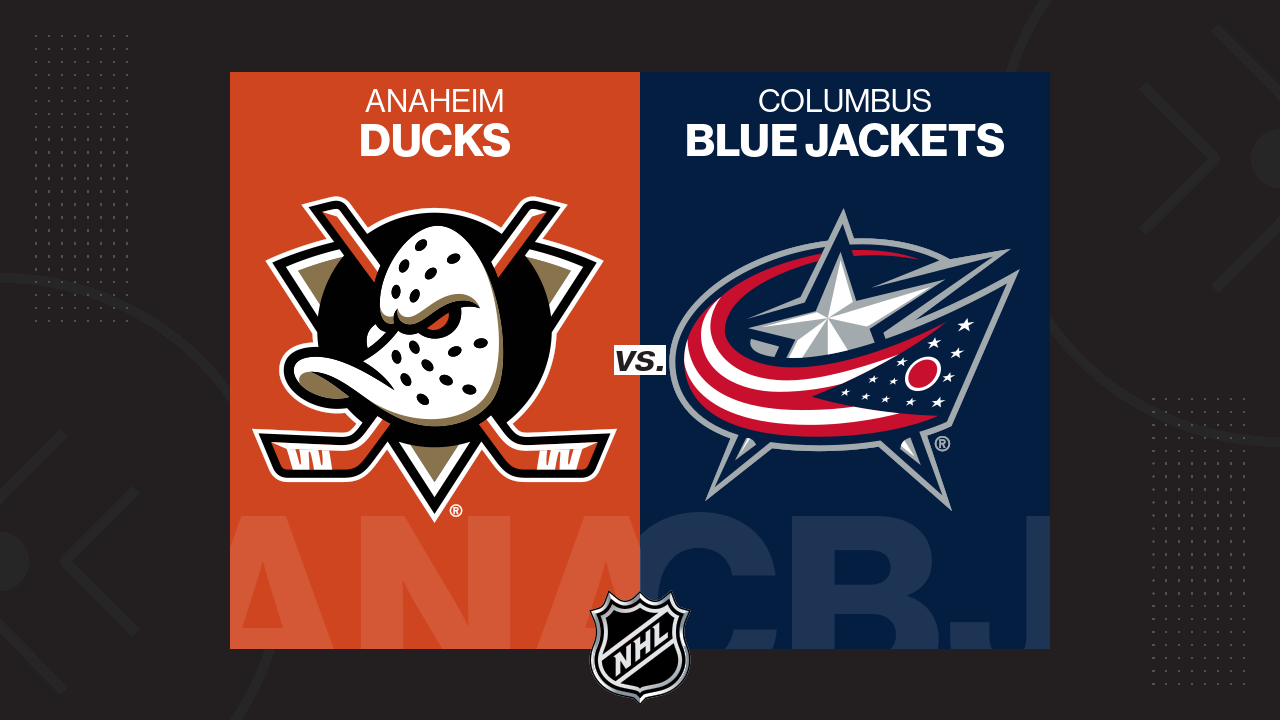 ANAHEIM
DUCKS
COLUMBUS
BLUE JACKETS
vs.
®
®
ANA
CBJ
NHL